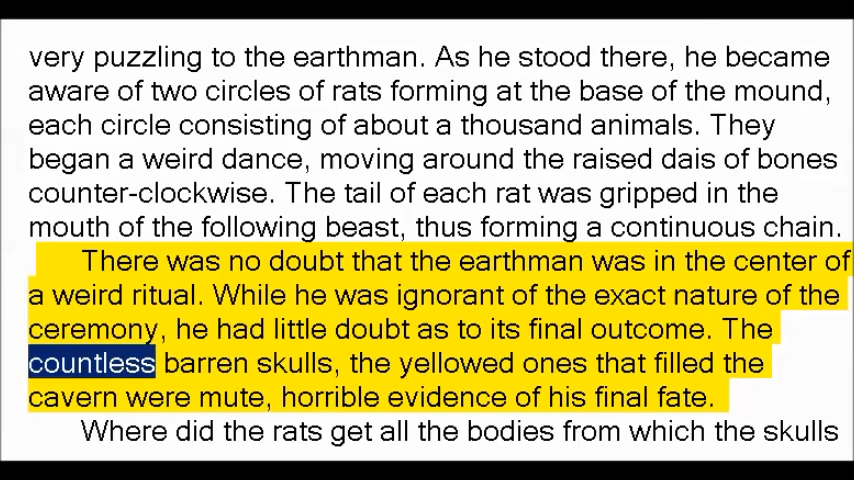 very puzzling to the earthman. As he stood there, he became
aware of two circles of rats forming at the base of the mound,
each circle consisting of about a thousand animals. They
began a weird dance, moving around the raised dais of bones
counter-clockwise. The tail of each rat was gripped in the
mouth of the following beast, thus forming a continuous chain.
There was no doubt that the earthman was in the center of
a weird ritual. While he was ignorant of the exact nature of the
ceremony, he had little doubt as to its final outcome. The
countless barren skulls, the yellowed ones that filled the
cavern were mute, horrible evidence of his final fate.
Where did the rats get all the bodies from which the skulls